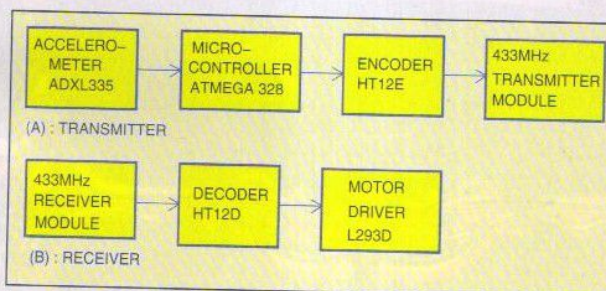 ACCELERO-
METER
ADXL335
MICRO-
CONTROLLER
ATMEGA 328
ENCODER
HT12E
433MHz
TRANSMITTER
MODULE
(A) : TRANSMITTER
433MHz
RECEIVER
MODULE
DECODER
HT12D
MOTOR
DRIVER
L293D
(B) : RECEIVER